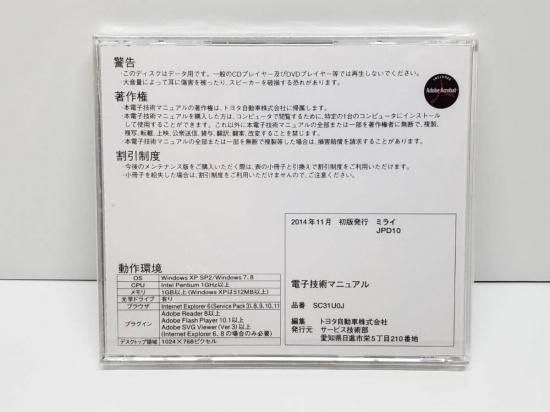 警告
・このディスクはデータ用です。一般のCDプレイヤー及びDVDプレイヤー等では再生しないでください。
・大音量によって耳に傷害を被ったり、スピーカーを破損する恐れがあります。
著作権
・本電子技術マニュアルの著作権は、トヨタ自動車株式会社に帰属します。
・本電子技術マニュアルを購入した方は、コンピュータで閲覧するために、特定の1台のコンピュータにインストール
して使用することができます。これ以外に本電子技術マニュアルの全部または一部を著作権者に無断で、複製、
複写、転載、上映、公衆送信、貸与、翻訳、翻案、改変することを禁じます。
・本電子技術マニュアルの全部または一部を無断で複製等した場合は、損害賠償を請求することがあります。
割引制度
・今後のメンテナンス版をご購入いただく際は、表の小冊子と引換えで割引制度をご利用いただけます。
・小冊子を紛失した場合は、割引制度をご利用いただけませんので、ご注意ください。
INCLUDES
Adobe Acrobat
動作環境
OS Windows XP SP2/Windows 7、8
CPU Intel Pentium 1GHz以上
メモリ 1GB以上(Windows XPは512MB以上)
光学ドライブ 有り
ブラウザ Internet Explorer 6(Service Pack3)、8、9、10、11
プラグイン Adobe Reader 8以上
Adobe Flash Player 10.1以上
Adobe SVG Viewer(Ver 3)以上
(Internet Explorer 6、8の場合のみ必要)
デスクトップ領域 1024×768ピクセル
2014年11月 初版発行 ミライ
JPD10
電子技術マニュアル
品番 SC31U0J
編集 トヨタ自動車株式会社
発行元 サービス技術部
愛知県日進市栄5丁目210番地